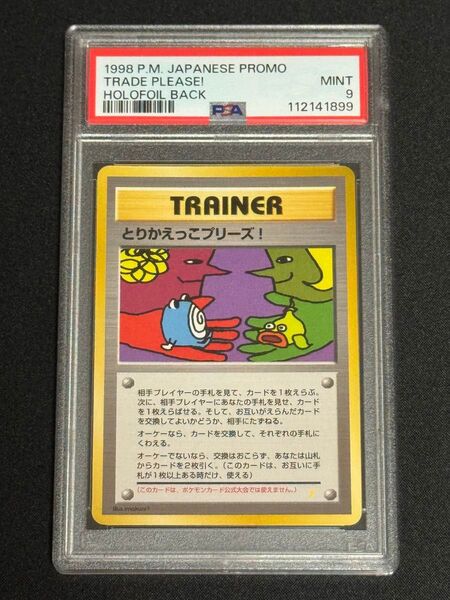 1998 P.M. JAPANESE PROMO
TRADE PLEASE!
MINT
HOLOFOIL BACK
9
PSA
112141899
TRAINER
とりかえっこプリーズ！
相手プレイヤーの手札を見て、カードを1枚えらぶ。
次に、相手プレイヤーにあなたの手札を見せ、カード
を1枚えらばせる。そして、お互いがえらんだカード
を交換してよいかどうか、相手にたずねる。
オーケーなら、カードを交換して、それぞれの手札に
くわえる。
オーケーでないなら、交換はおこらず、あなたは山札
からカードを2枚引く。（このカードは、お互いに手
札が1枚以上ある時だけ、使える）
（このカードは、ポケモンカード公式大会では使えません。）